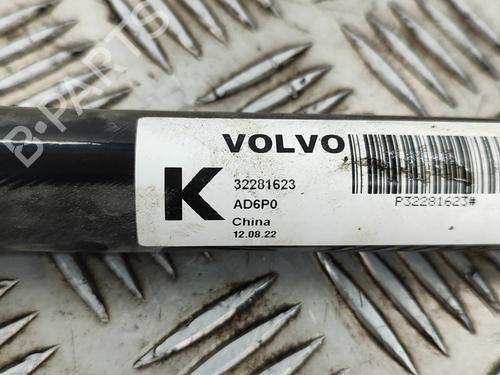 B-PARTS
VOLVO
K
32281623
AD6P0
China
12.08.22
P32281623#